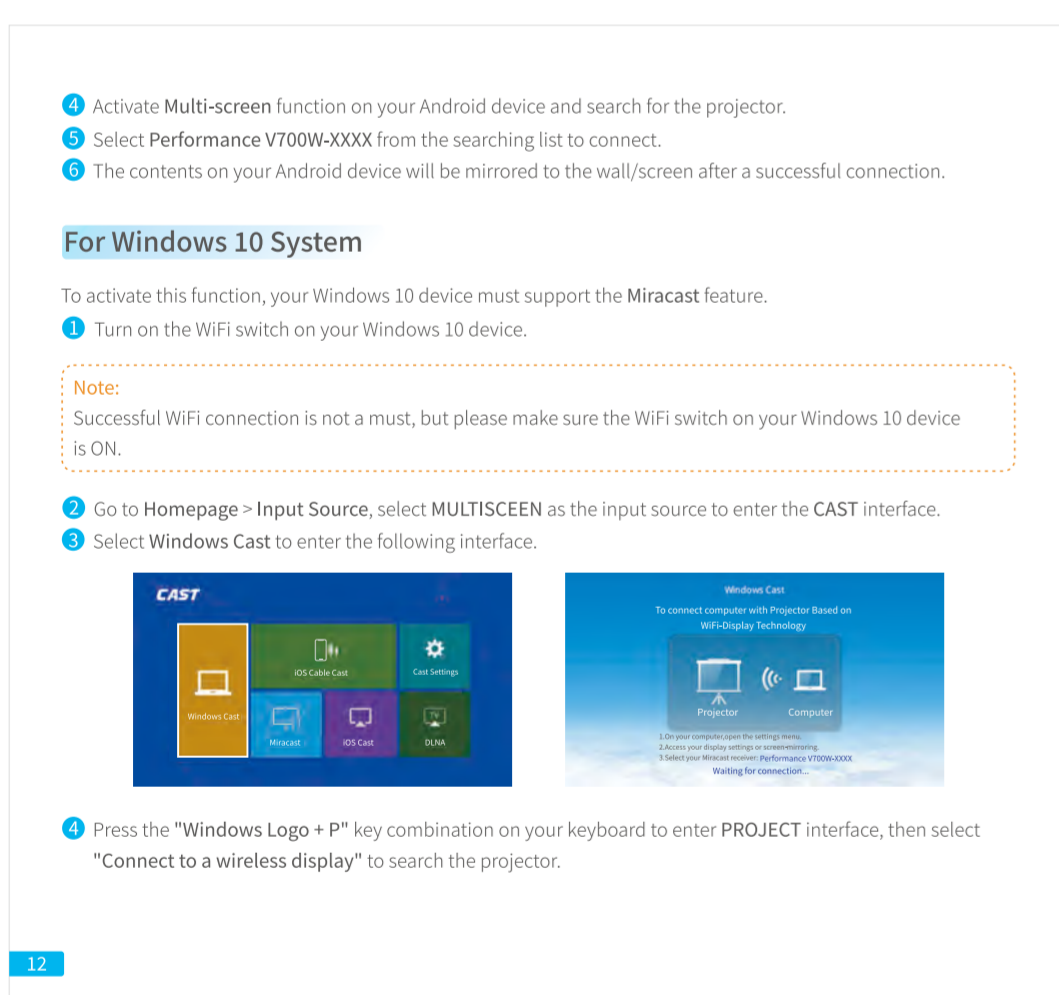 4 Activate Multi-screen function on your Android device and search for the projector.
5 Select Performance V700W-XXXX from the searching list to connect.
6 The contents on your Android device will be mirrored to the wall/screen after a successful connection.
For Windows 10 System
To activate this function, your Windows 10 device must support the Miracast feature.
1 Turn on the WiFi switch on your Windows 10 device.
Note:
Successful WiFi connection is not a must, but please make sure the WiFi switch on your Windows 10 device
is ON.
2 Go to Homepage > Input Source, select MULTISCEEN as the input source to enter the CAST interface.
3 Select Windows Cast to enter the following interface.
CAST
iOS Cable Cast
Cast Settings
Windows Cast
Miracast
iOS Cast
TV
DLNA
Windows Cast
To connect computer with Projector Based on
WiFi-Display Technology
Projector
Computer
1.On your computer,open the settings menu.
2.Access your display settings or screen-mirroring.
3.Select your Miracast receiver: Performance V700W-XXXX
Waiting for connection...
4 Press the "Windows Logo + P" key combination on your keyboard to enter PROJECT interface, then select
"Connect to a wireless display" to search the projector.
12